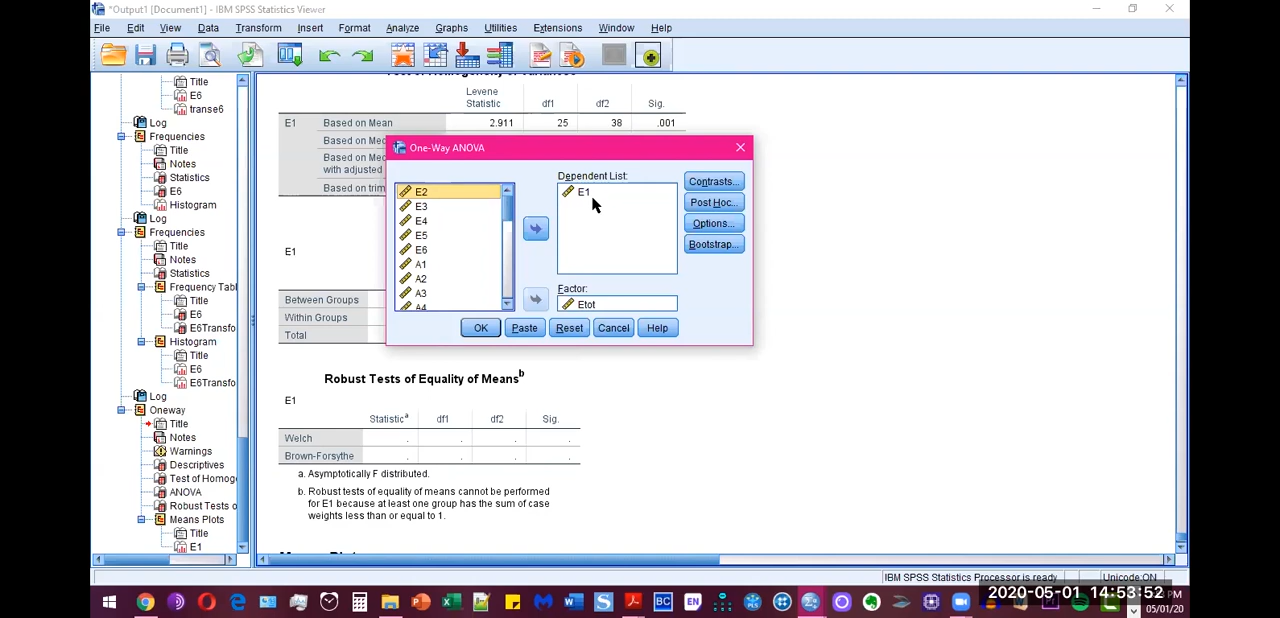 *Output1 [Document1] - IBM SPSS Statistics Viewer
File Edit View Data Transform Insert Format Analyze Graphs Utilities Extensions Window Help
Title
E6
transe6
Log
Frequencies
Title
Notes
Statistics
E6
Histogram
Log
Frequencies
Title
Notes
Statistics
Frequency Tabl
Title
E6
E6Transfo
Histogram
Title
E6
E6Transfo
Log
Oneway
Title
Notes
Warnings
Descriptives
Test of Homog
ANOVA
Robust Tests o
Means Plots
Title
E1
Levene
Statistic df1 df2 Sig.
E1 Based on Mean 2.911 25 38 .001
Based on Med
Based on Med
with adjusted
Based on trim
E1
Between Groups
Within Groups
Total
One-Way ANOVA
E2
E3
E4
E5
E6
A1
A2
A3
A4
Dependent List:
E1
Factor:
Etot
Contrasts...
Post Hoc...
Options...
Bootstrap...
OK Paste Reset Cancel Help
Robust Tests of Equality of Means b
E1
Statistic a df1 df2 Sig.
Welch . . . .
Brown-Forsythe . . . .
a. Asymptotically F distributed.
b. Robust tests of equality of means cannot be performed
for E1 because at least one group has the sum of case
weights less than or equal to 1.
IBM SPSS Statistics Processor is ready Unicode:ON
2020-05-01 14:53:52
05/01/20